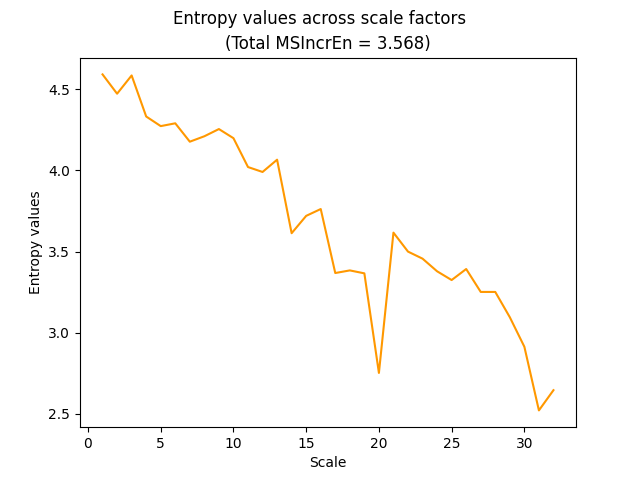 Entropy values across scale factors
(Total MSIncrEn = 3.568)
Entropy values
4.5
4.0
3.5
3.0
2.5
0 5 10 15 20 25 30
Scale